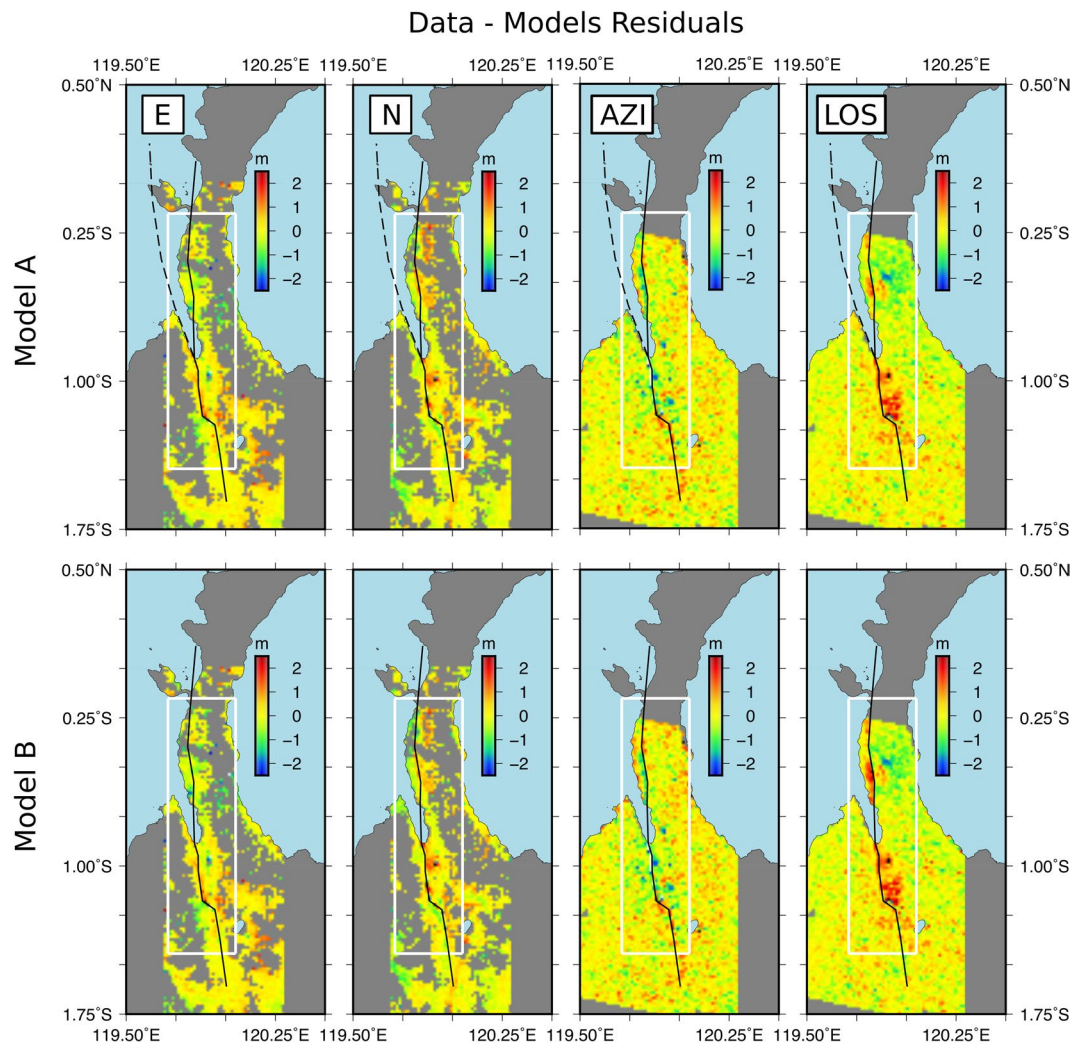 Data - Models Residuals
119.50°E 120.25°E 119.50°E 120.25°E 119.50°E 120.25°E 119.50°E 120.25°E
0.50°N 0.50°N
E N AZI LOS
m m m m
2 2 2 2
1 1 1 1
0 0 0 0
−1 −1 −1 −1
−2 −2 −2 −2
0.25°S 0.25°S
Model A
1.00°S 1.00°S
1.75°S 1.75°S
0.50°N 0.50°N
m m m m
2 2 2 2
1 1 1 1
0 0 0 0
−1 −1 −1 −1
−2 −2 −2 −2
0.25°S 0.25°S
Model B
1.00°S 1.00°S
1.75°S 1.75°S
119.50°E 120.25°E 119.50°E 120.25°E 119.50°E 120.25°E 119.50°E 120.25°E